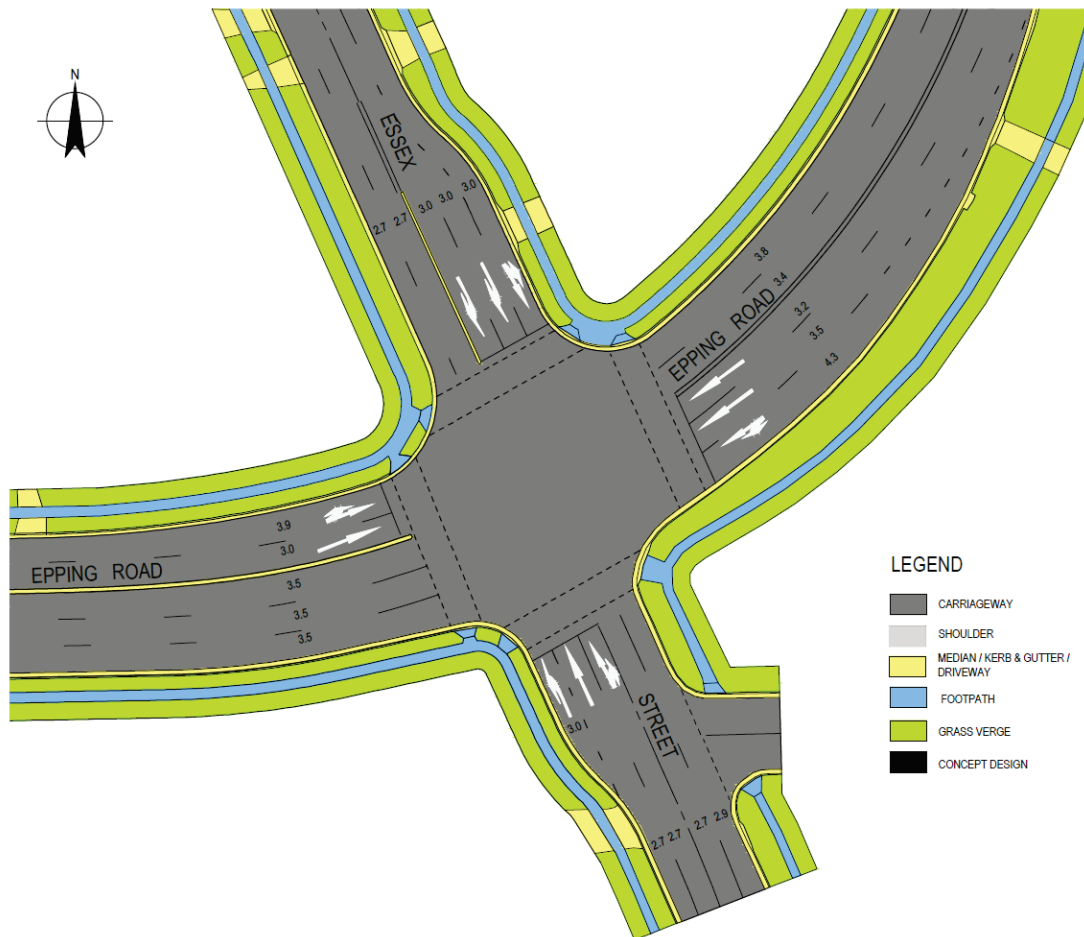 N
ESSEX
2.7 2.7 3.0 3.0 3.0
3.8
3.4
EPPING ROAD
3.2
3.5
4.3
3.9
3.0
EPPING ROAD
3.5
3.5
3.5
3.0
STREET
2.7 2.7 2.7 2.9
LEGEND
CARRIAGEWAY
SHOULDER
MEDIAN / KERB & GUTTER /
DRIVEWAY
FOOTPATH
GRASS VERGE
CONCEPT DESIGN